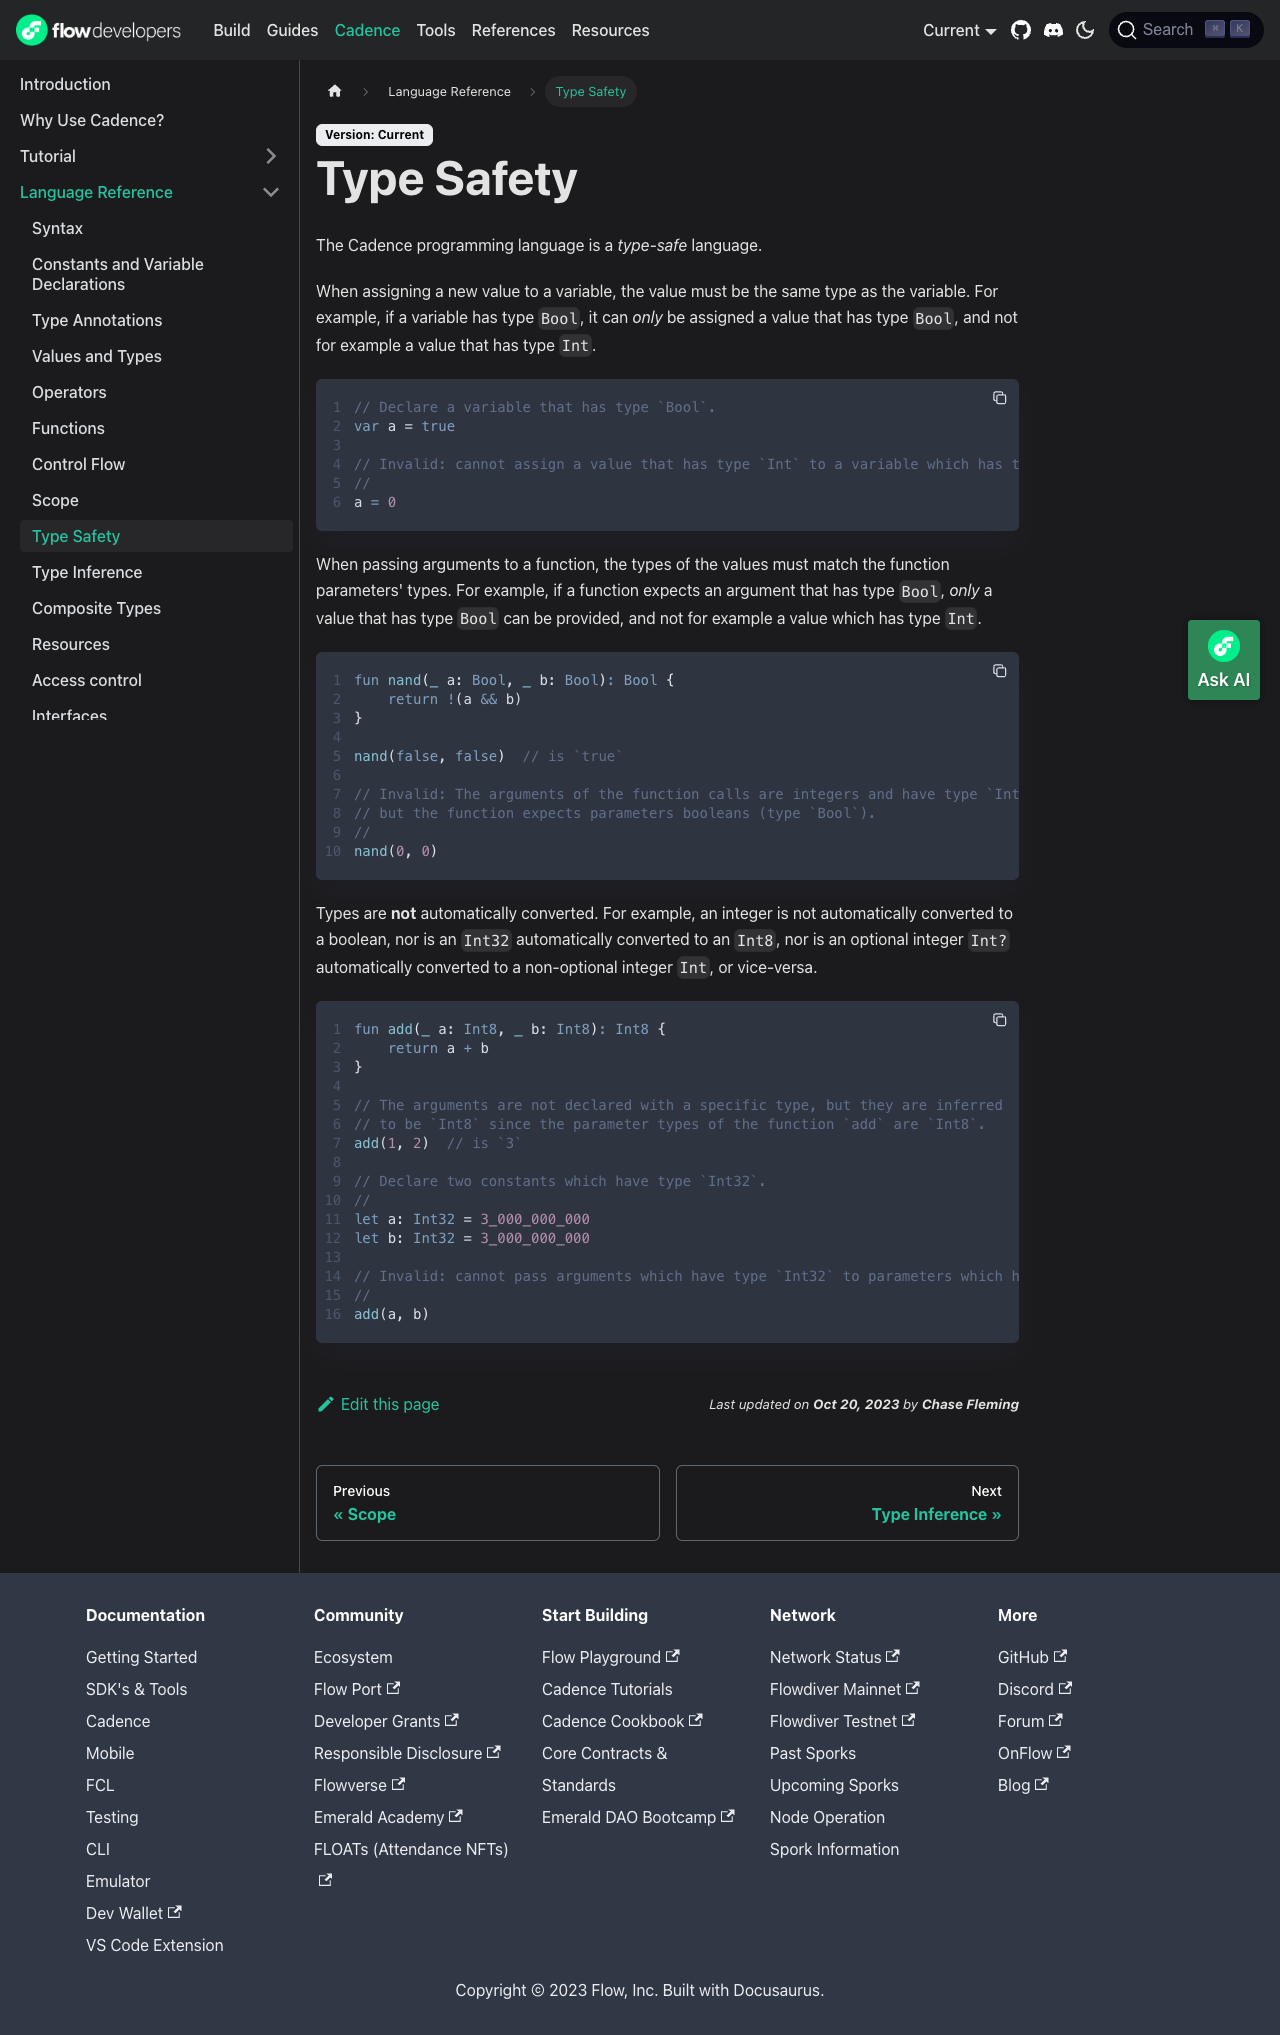 flowdevelopers Build Guides Cadence Tools References Resources Current Search ⌘ K
Introduction
Why Use Cadence?
Tutorial
Language Reference
Syntax
Constants and Variable
Declarations
Type Annotations
Values and Types
Operators
Functions
Control Flow
Scope
Type Safety
Type Inference
Composite Types
Resources
Access control
Interfaces
Language Reference Type Safety
Version: Current
Type Safety
The Cadence programming language is a type-safe language.
When assigning a new value to a variable, the value must be the same type as the variable. For
example, if a variable has type Bool, it can only be assigned a value that has type Bool, and not
for example a value that has type Int.
1 // Declare a variable that has type `Bool`.
2 var a = true
3
4 // Invalid: cannot assign a value that has type `Int` to a variable which has t
5 //
6 a = 0
When passing arguments to a function, the types of the values must match the function
parameters' types. For example, if a function expects an argument that has type Bool, only a
value that has type Bool can be provided, and not for example a value which has type Int.
1 fun nand(_ a: Bool, _ b: Bool): Bool {
2     return !(a && b)
3 }
4
5 nand(false, false)  // is `true`
6
7 // Invalid: The arguments of the function calls are integers and have type `Int
8 // but the function expects parameters booleans (type `Bool`).
9 //
10 nand(0, 0)
Ask AI
Types are not automatically converted. For example, an integer is not automatically converted to
a boolean, nor is an Int32 automatically converted to an Int8, nor is an optional integer Int?
automatically converted to a non-optional integer Int, or vice-versa.
1 fun add(_ a: Int8, _ b: Int8): Int8 {
2     return a + b
3 }
4
5 // The arguments are not declared with a specific type, but they are inferred
6 // to be `Int8` since the parameter types of the function `add` are `Int8`.
7 add(1, 2)  // is `3`
8
9 // Declare two constants which have type `Int32`.
10 //
11 let a: Int32 = 3_000_000_000
12 let b: Int32 = 3_000_000_000
13
14 // Invalid: cannot pass arguments which have type `Int32` to parameters which h
15 //
16 add(a, b)
Edit this page
Last updated on Oct 20, 2023 by Chase Fleming
Previous
« Scope
Next
Type Inference »
Documentation
Getting Started
SDK's & Tools
Cadence
Mobile
FCL
Testing
CLI
Emulator
Dev Wallet
VS Code Extension
Community
Ecosystem
Flow Port
Developer Grants
Responsible Disclosure
Flowverse
Emerald Academy
FLOATs (Attendance NFTs)
Start Building
Flow Playground
Cadence Tutorials
Cadence Cookbook
Core Contracts &
Standards
Emerald DAO Bootcamp
Network
Network Status
Flowdiver Mainnet
Flowdiver Testnet
Past Sporks
Upcoming Sporks
Node Operation
Spork Information
More
GitHub
Discord
Forum
OnFlow
Blog
Copyright © 2023 Flow, Inc. Built with Docusaurus.